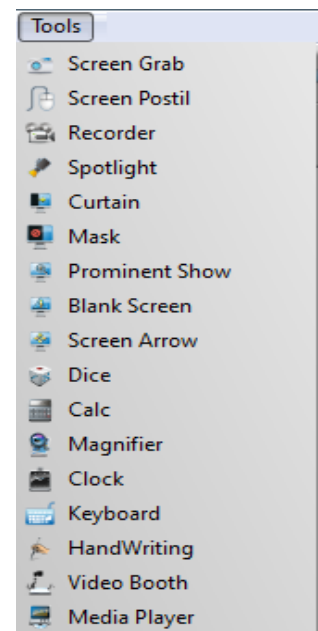 Tools
Screen Grab
Screen Postil
Recorder
Spotlight
Curtain
Mask
Prominent Show
Blank Screen
Screen Arrow
Dice
Calc
Magnifier
Clock
Keyboard
HandWriting
Video Booth
Media Player